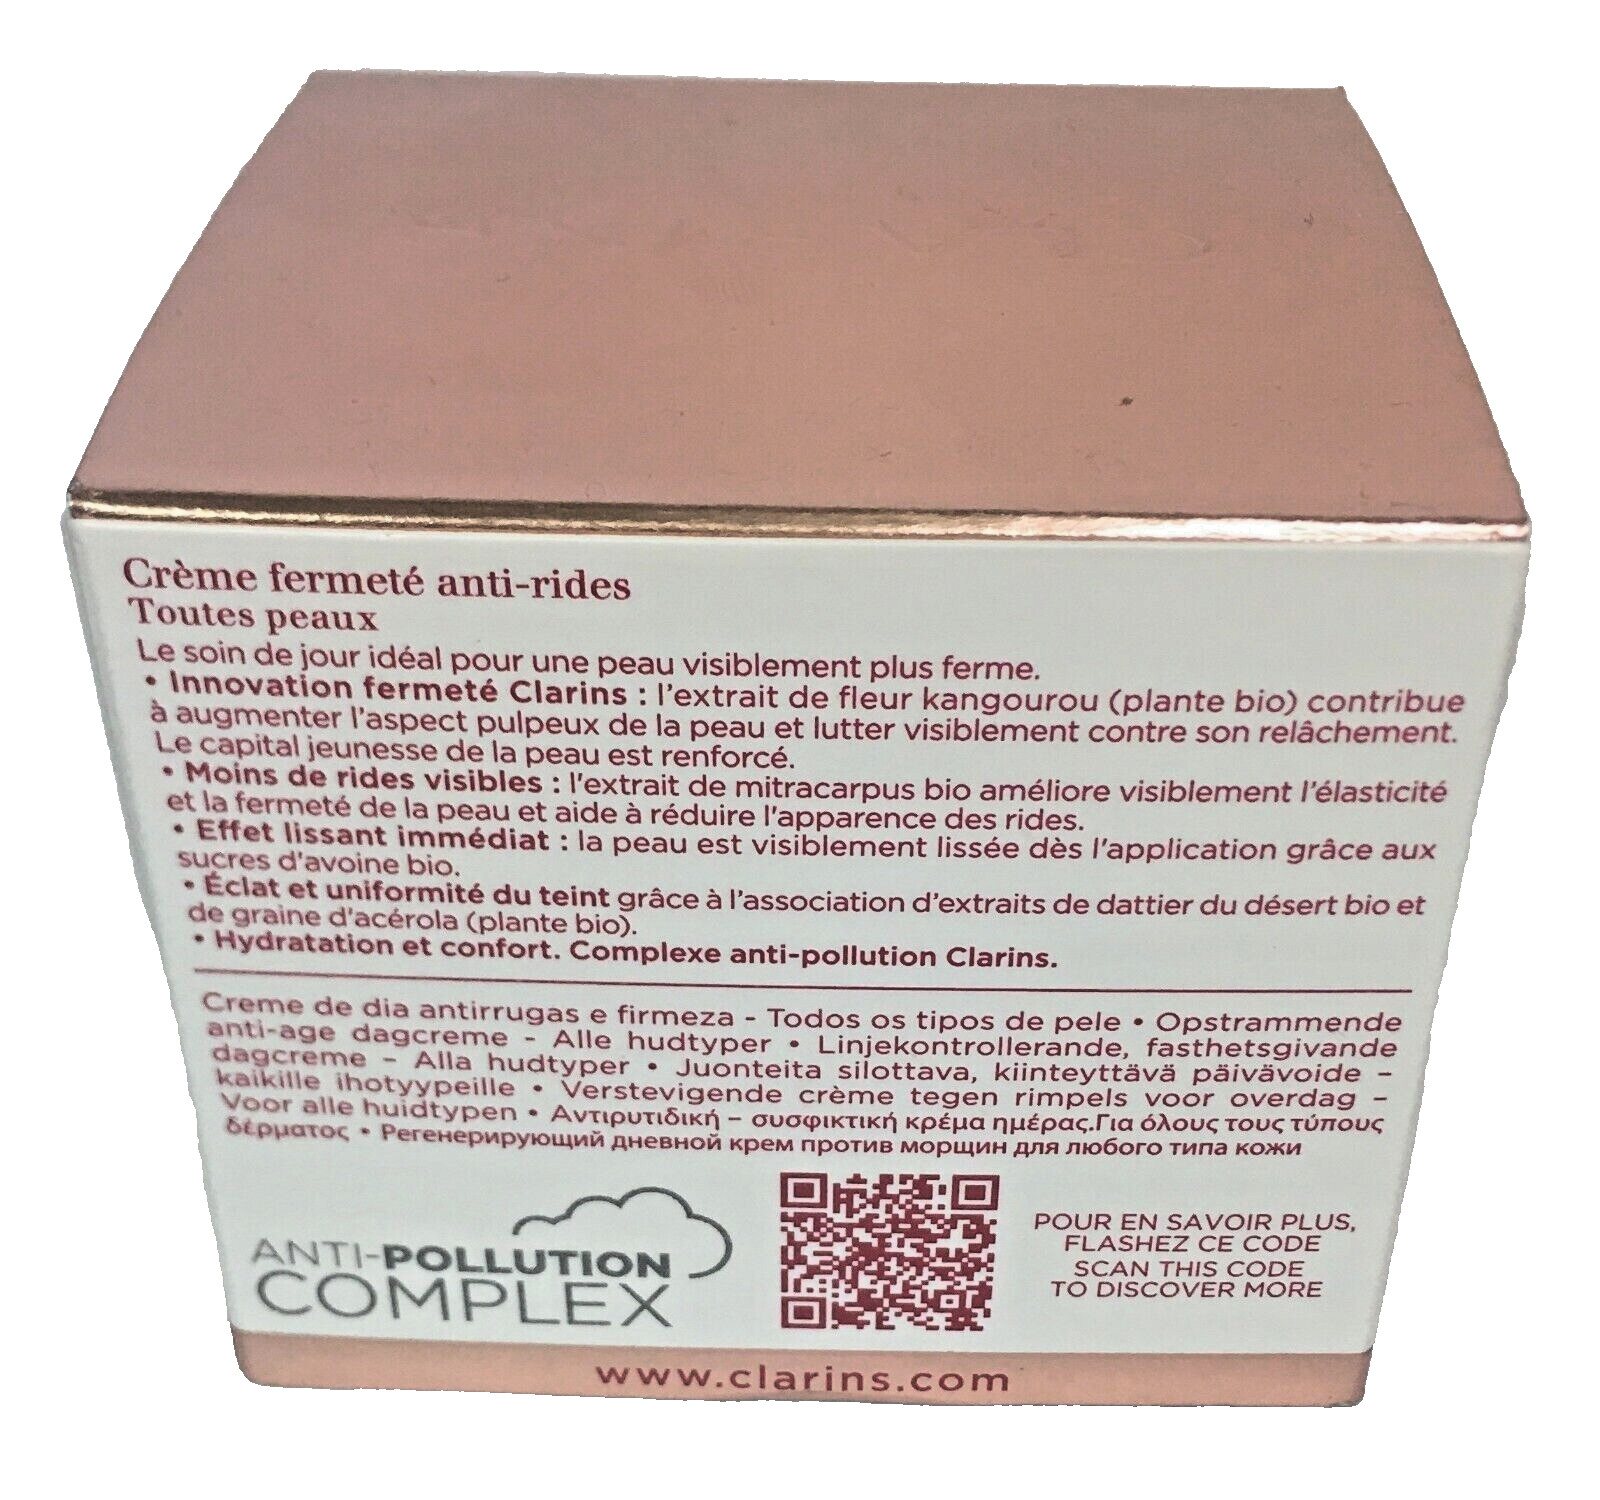 Crème fermeté anti-rides
Toutes peaux
Le soin de jour idéal pour une peau visiblement plus ferme.
• Innovation fermeté Clarins : l'extrait de fleur kangourou (plante bio) contribue
à augmenter l'aspect pulpeux de la peau et lutter visiblement contre son relâchement.
Le capital jeunesse de la peau est renforcé.
• Moins de rides visibles : l'extrait de mitracarpus bio améliore visiblement l'élasticité
et la fermeté de la peau et aide à réduire l'apparence des rides.
• Effet lissant immédiat : la peau est visiblement lissée dès l'application grâce aux
sucres d'avoine bio.
• Éclat et uniformité du teint grâce à l'association d'extraits de dattier du désert bio et
de graine d'acérola (plante bio).
• Hydratation et confort. Complexe anti-pollution Clarins.
Creme de dia antirrugas e firmeza - Todos os tipos de pele • Opstrammende
anti-age dagcreme - Alle hudtyper • Linjekontrollerande, fasthetsgivande
dagcreme - Alla hudtyper • Juonteita silottava, kiinteyttävä päivävoide -
kaikille ihotyypeille • Verstevigende crème tegen rimpels voor overdag -
Voor alle huidtypen • Αντιρυτιδική – συσφικτική κρέμα ημέρας.Για όλους τους τύπους
δέρματος • Регенерирующий дневной крем против морщин для любого типа кожи
ANTI-POLLUTION
COMPLEX
POUR EN SAVOIR PLUS,
FLASHEZ CE CODE
SCAN THIS CODE
TO DISCOVER MORE
www.clarins.com